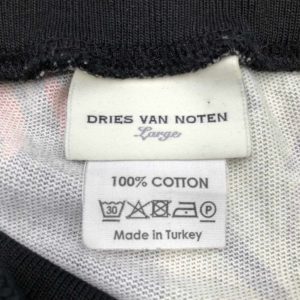 DRIES VAN NOTEN
Large
100% COTTON
30 P
Made in Turkey